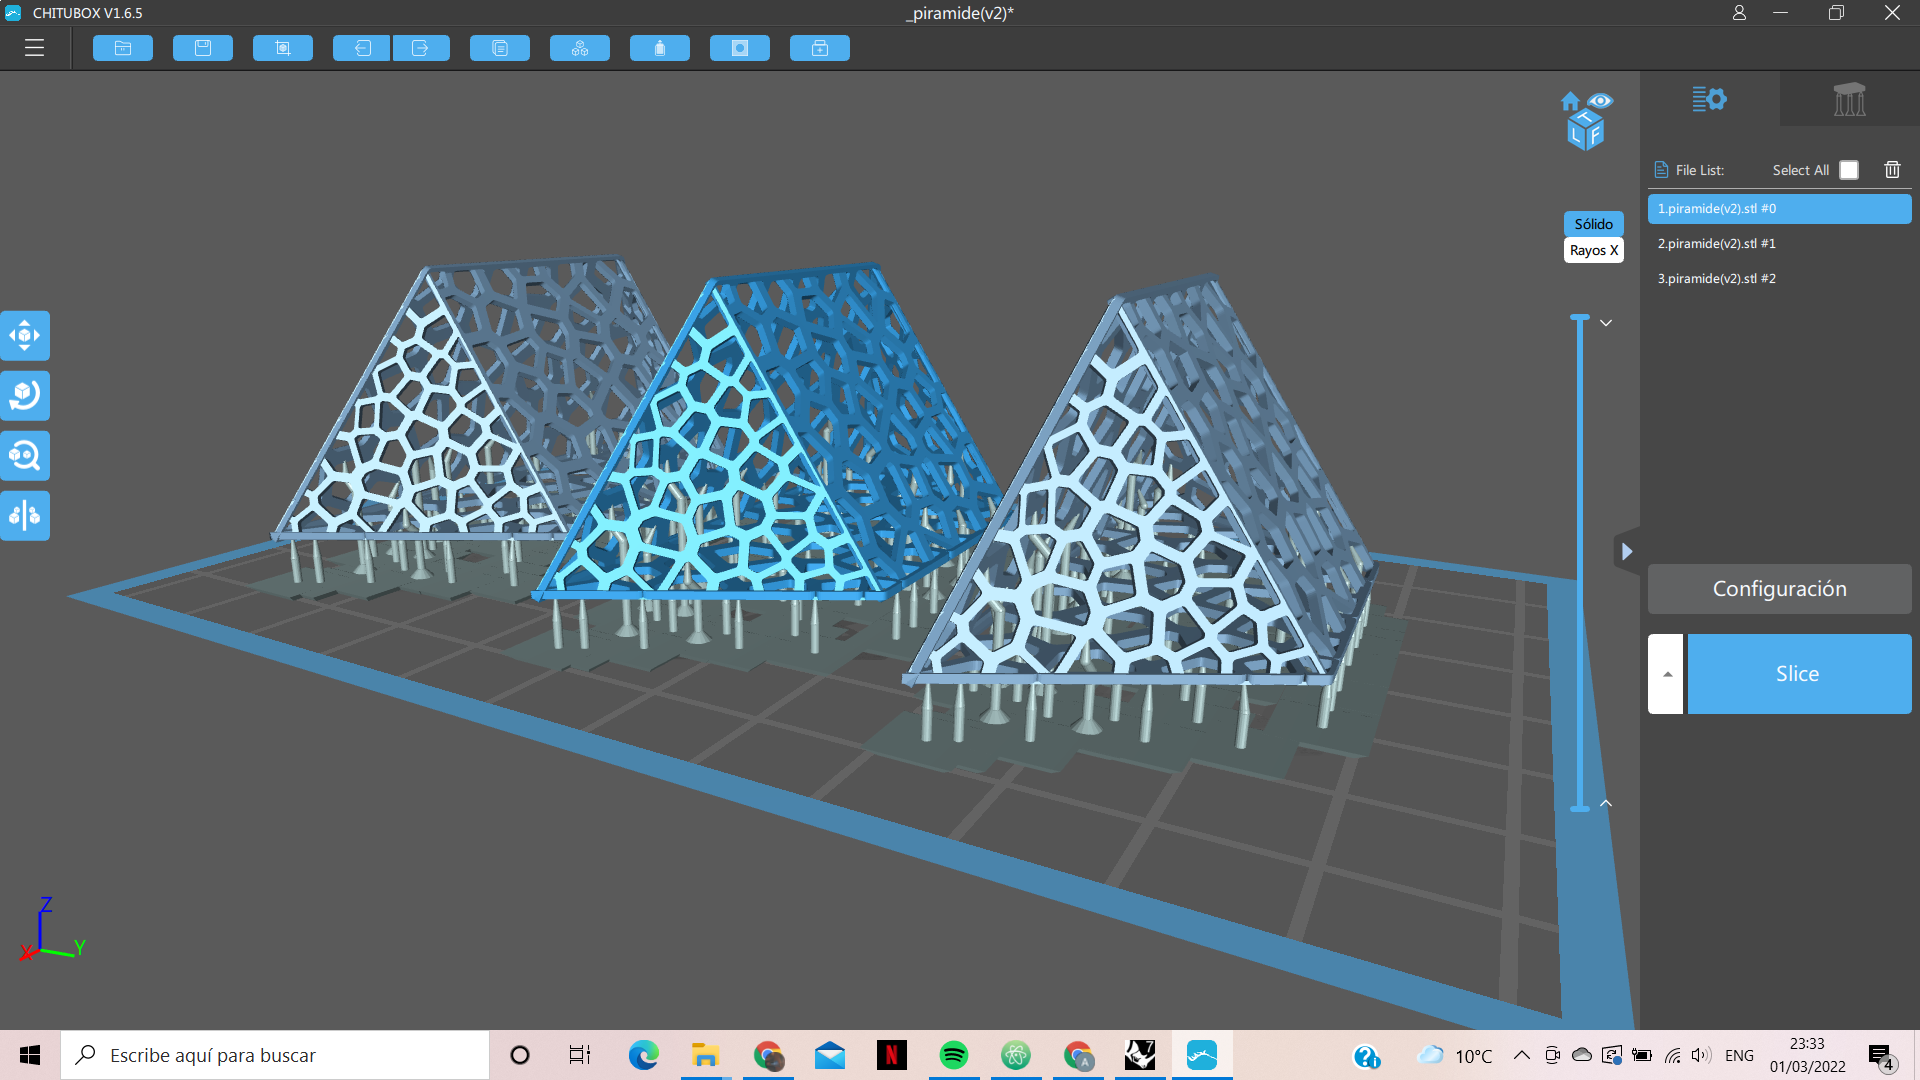 CHITUBOX V1.6.5
_piramide(v2)*
T
L F
File List:
Select All
1.piramide(v2).stl #0
2.piramide(v2).stl #1
3.piramide(v2).stl #2
Sólido
Rayos X
Configuración
Slice
Z
X
Y
Escribe aquí para buscar
N
A
7
10°C
ENG
23:33
01/03/2022
4